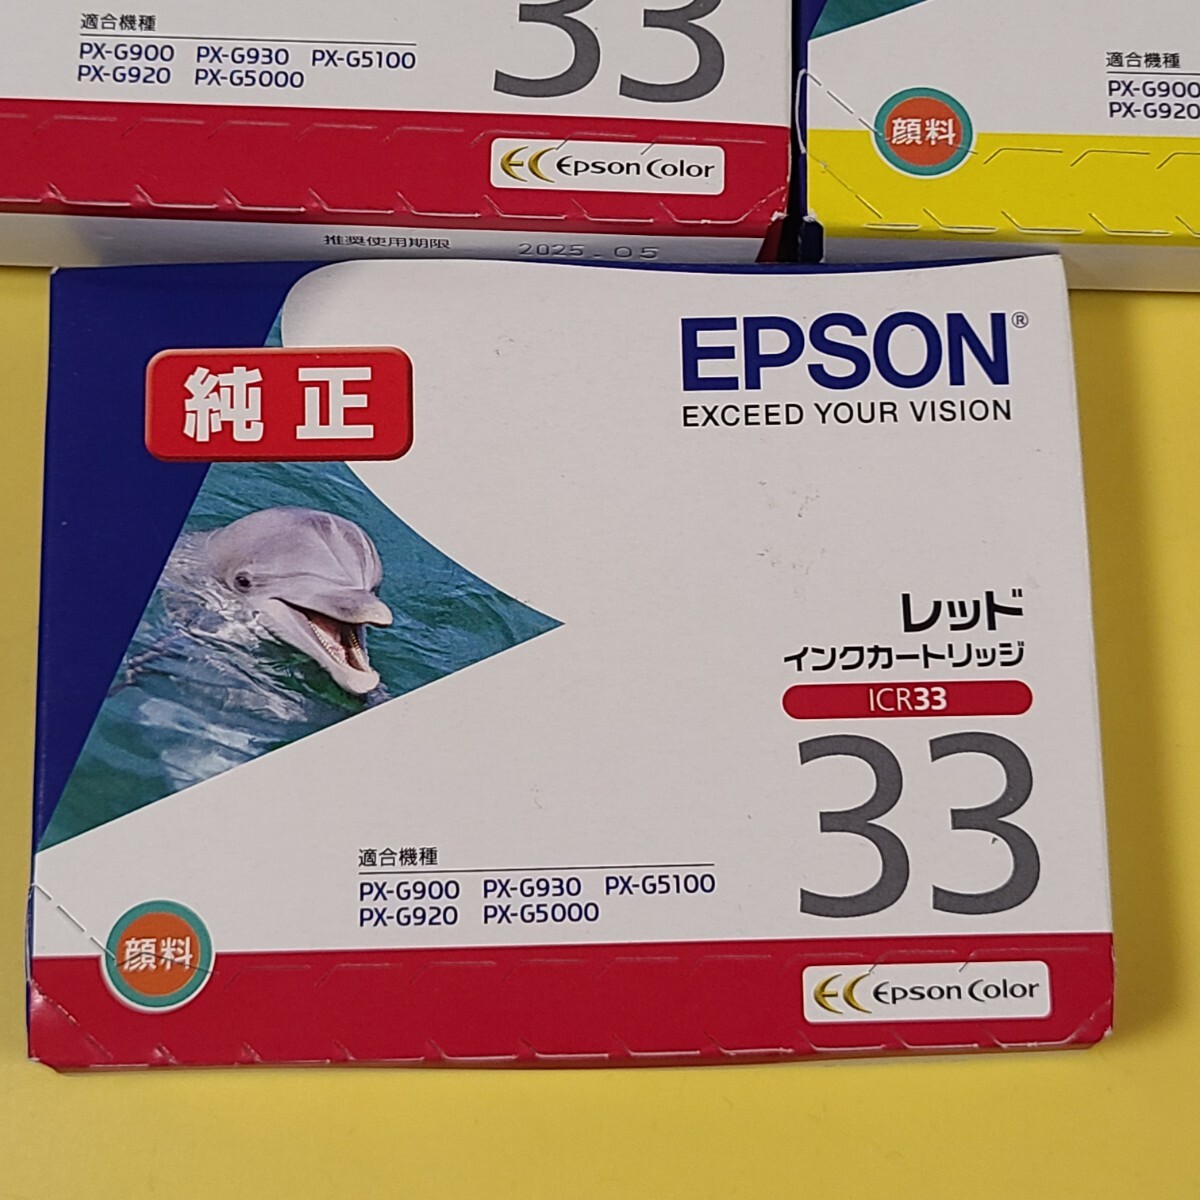 適合機種
PX-G900 PX-G930 PX-G5100
PX-G920 PX-G5000
33
EPSON COLOR
推奨使用期限 2025.05
適合機種
PX-G900
PX-G920
顔料
純正
EPSON®
EXCEED YOUR VISION
レッド
インクカートリッジ
ICR33
33
適合機種
PX-G900 PX-G930 PX-G5100
PX-G920 PX-G5000
顔料
EPSON COLOR